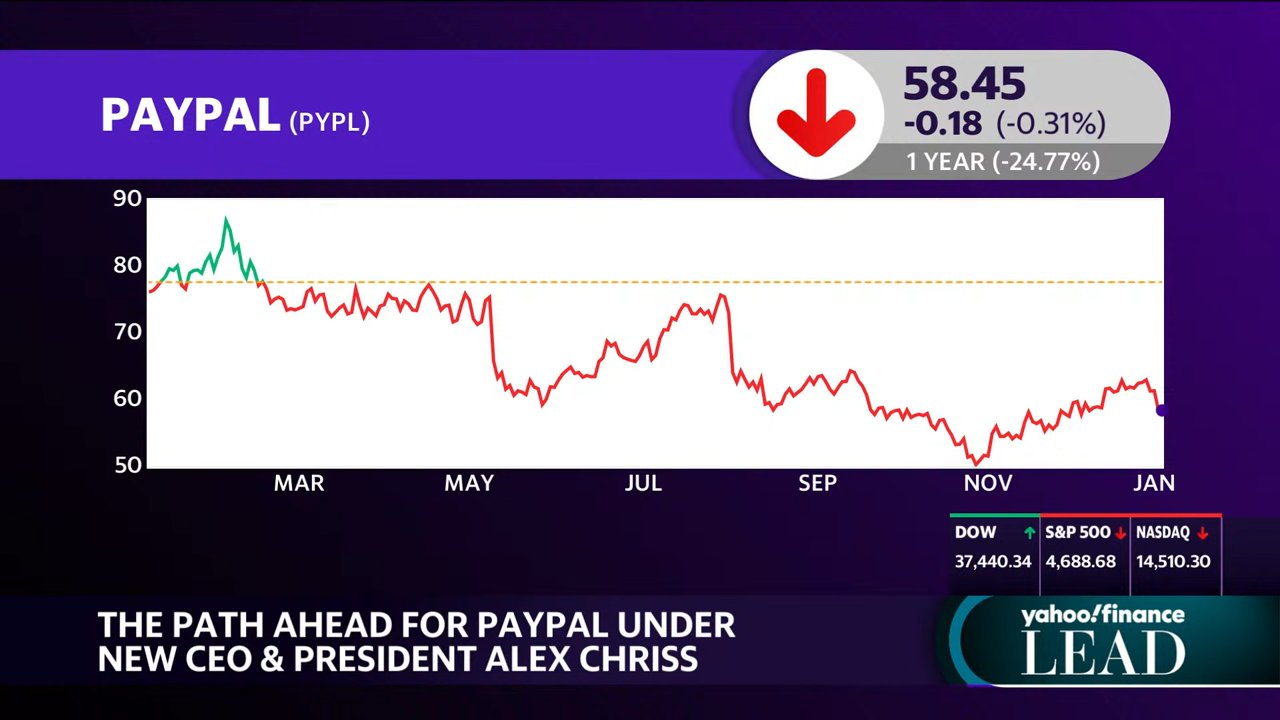 PAYPAL (PYPL)
58.45
-0.18 (-0.31%)
1 YEAR (-24.77%)
90
80
70
60
50
MAR MAY JUL SEP NOV JAN
DOW S&P 500 NASDAQ
37,440.34 4,688.68 14,510.30
THE PATH AHEAD FOR PAYPAL UNDER
NEW CEO & PRESIDENT ALEX CHRISS
yahoo!finance
LEAD